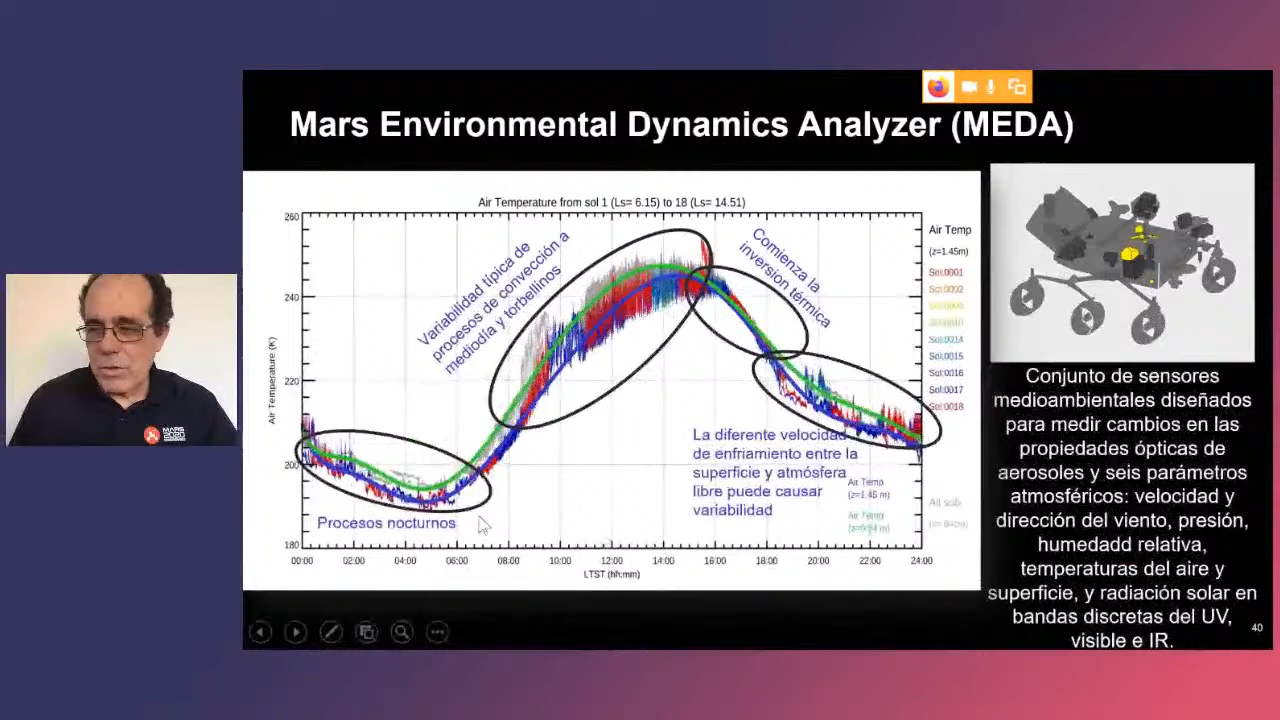 Mars Environmental Dynamics Analyzer (MEDA)
Air Temperature from sol 1 (Ls= 6.15) to 18 (Ls= 14.51)
260
240
220
200
180
Air Temperature (K)
00:00 02:00 04:00 06:00 08:00 10:00 12:00 14:00 16:00 18:00 20:00 22:00 24:00
LTST (hh:mm)
Variabilidad típica de
procesos de convección a
mediodía y torbellinos
Comienza la
inversión térmica
La diferente velocidad
de enfriamiento entre la
superficie y atmósfera
libre puede causar
variabilidad
Procesos nocturnos
Air Temp
(z=1.45m)
Sol:0001
Sol:0002
Sol:0014
Sol:0015
Sol:0016
Sol:0017
Sol:0018
Air Temp
(z=1.45 m)
Air Temp
(z=0.84 m)
All sols
(z= 84cm)
Conjunto de sensores
medioambientales diseñados
para medir cambios en las
propiedades ópticas de
aerosoles y seis parámetros
atmosféricos: velocidad y
dirección del viento, presión,
humedadd relativa,
temperaturas del aire y
superficie, y radiación solar en
bandas discretas del UV,
visible e IR.
40
MARS
2020